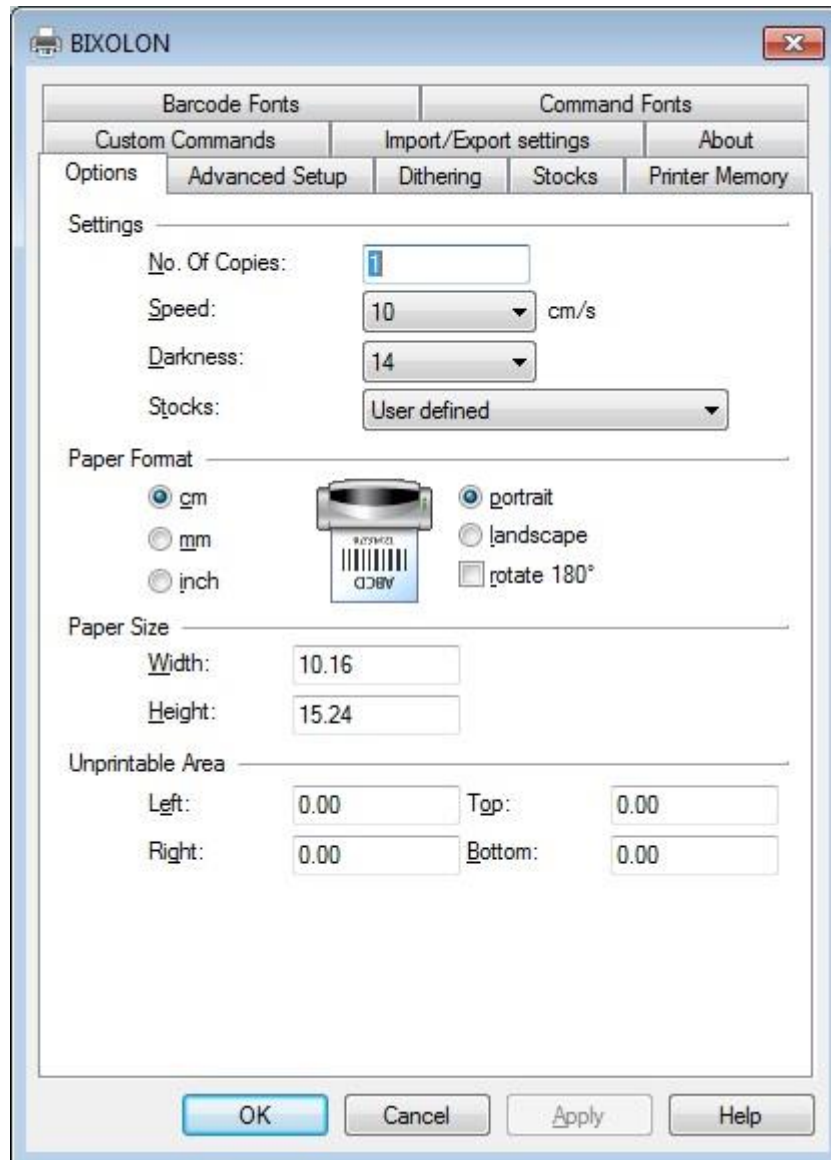 BIXOLON
Barcode Fonts Command Fonts
Custom Commands Import/Export settings About
Options Advanced Setup Dithering Stocks Printer Memory
Settings
No. Of Copies: 1
Speed: 10 cm/s
Darkness: 14
Stocks: User defined
Paper Format
cm portrait
mm landscape
inch rotate 180°
12345678
ABCD
Paper Size
Width: 10.16
Height: 15.24
Unprintable Area
Left: 0.00 Top: 0.00
Right: 0.00 Bottom: 0.00
OK Cancel Apply Help